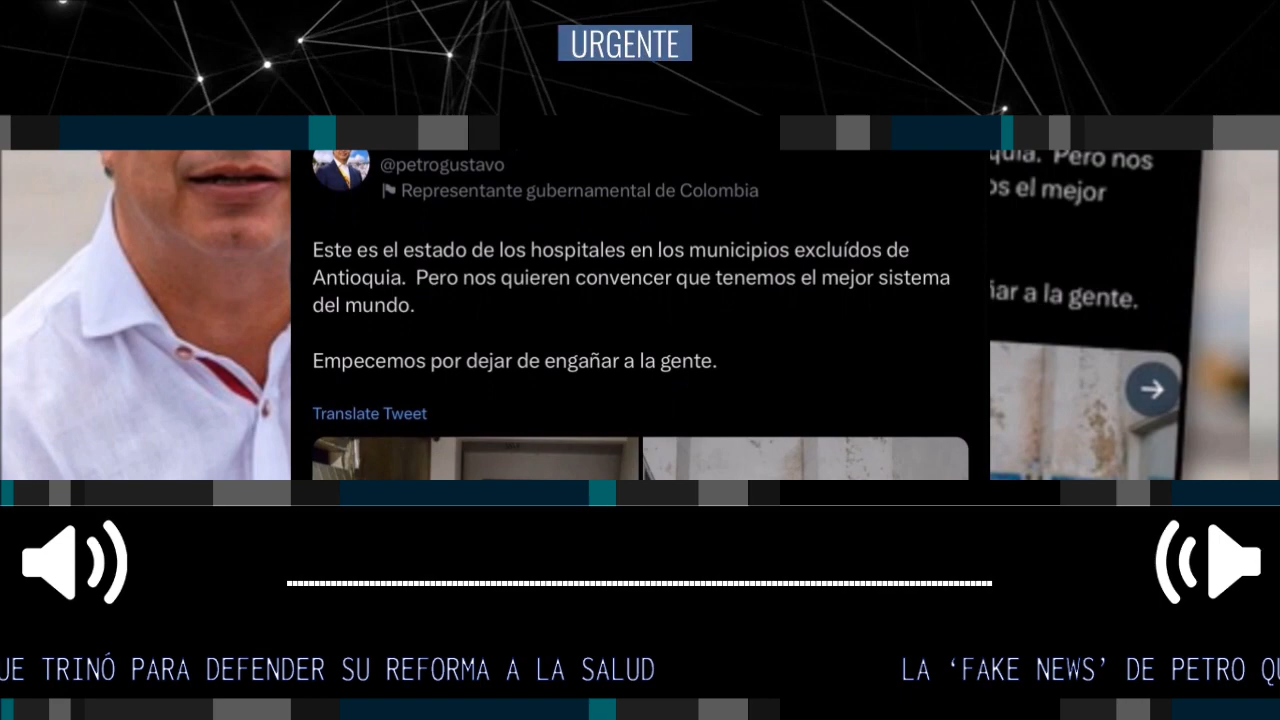 URGENTE
@petrogustavo
Representante gubernamental de Colombia
Este es el estado de los hospitales en los municipios excluídos de
Antioquia. Pero nos quieren convencer que tenemos el mejor sistema
del mundo.
Empecemos por dejar de engañar a la gente.
Translate Tweet
quia. Pero nos
os el mejor
ñar a la gente.
UE TRINÓ PARA DEFENDER SU REFORMA A LA SALUD
LA ‘FAKE NEWS’ DE PETRO QU